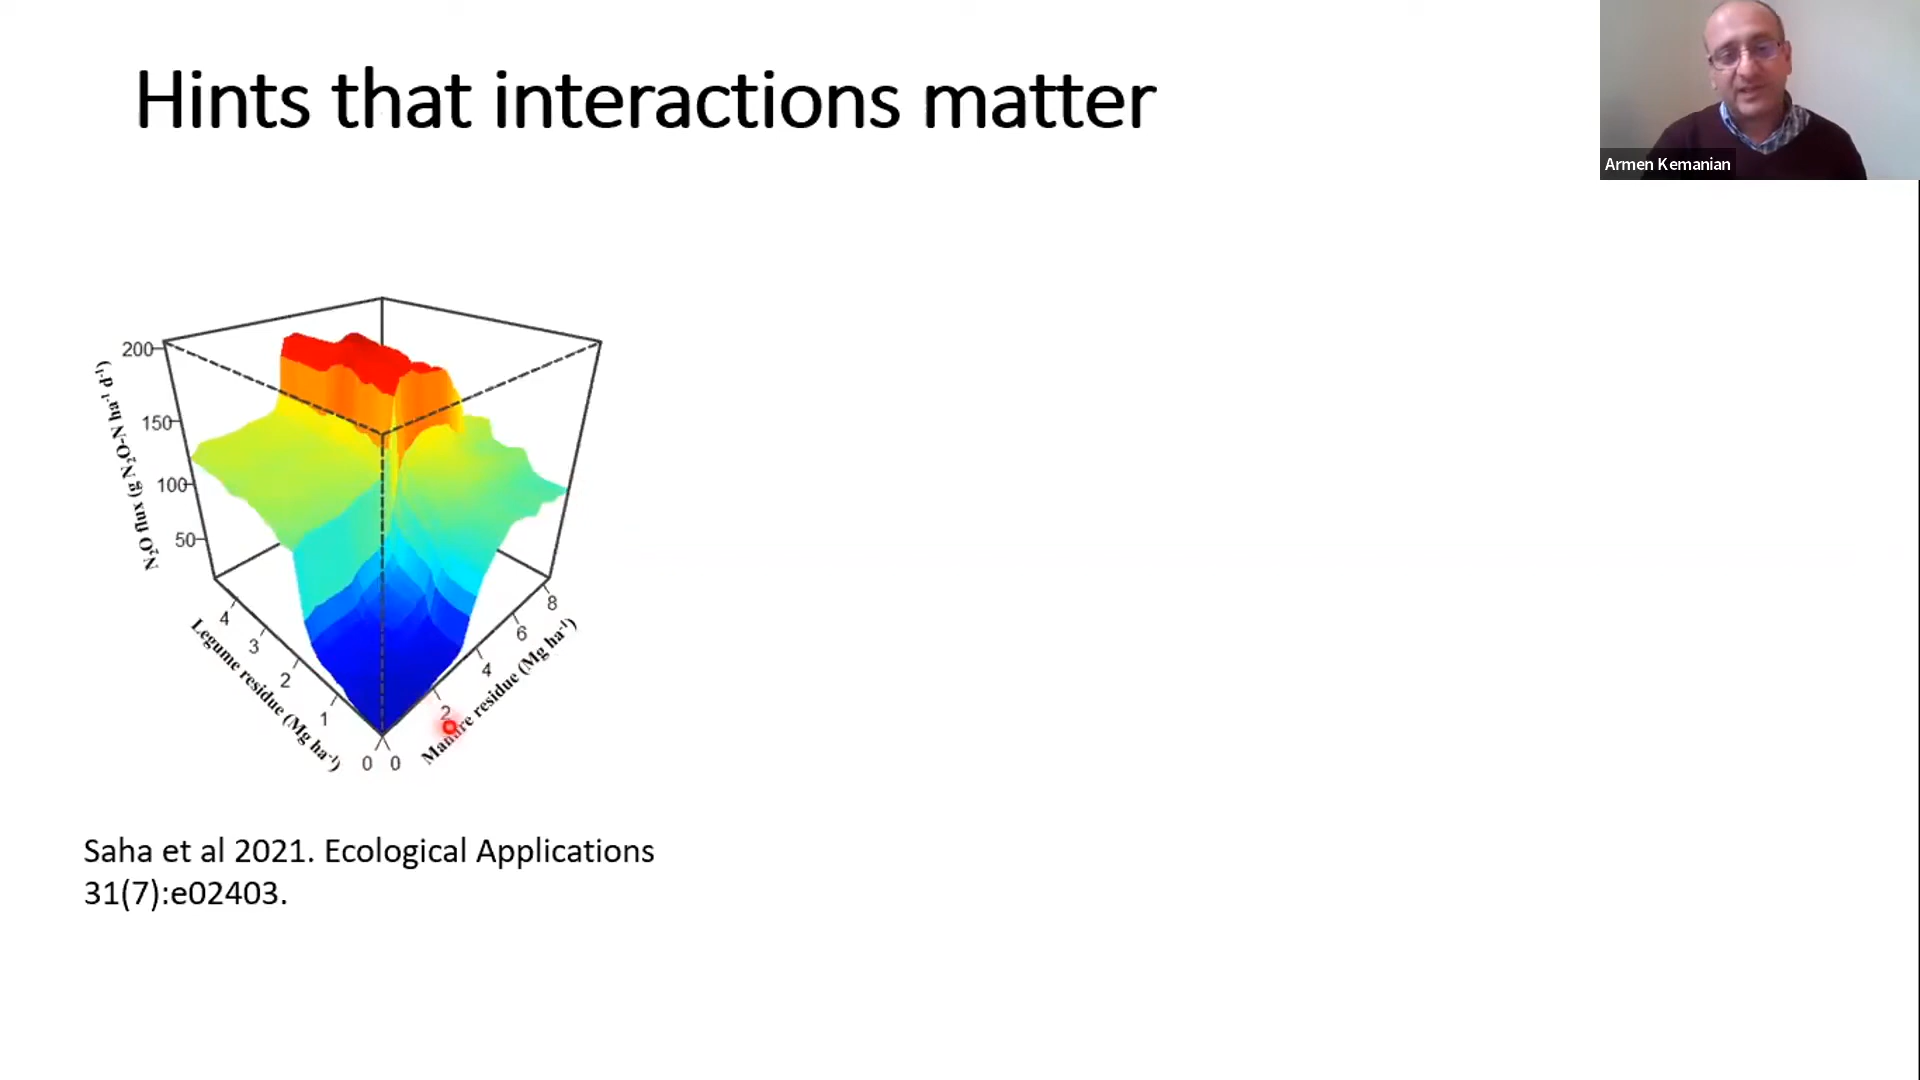 Hints that interactions matter
Armen Kemanian
200
150
100
50
N₂O flux (g N₂O-N ha⁻¹ d⁻¹)
4
3
2
1
0
Legume residue (Mg ha⁻¹)
0
2
4
6
8
Manure residue (Mg ha⁻¹)
Saha et al 2021. Ecological Applications
31(7):e02403.